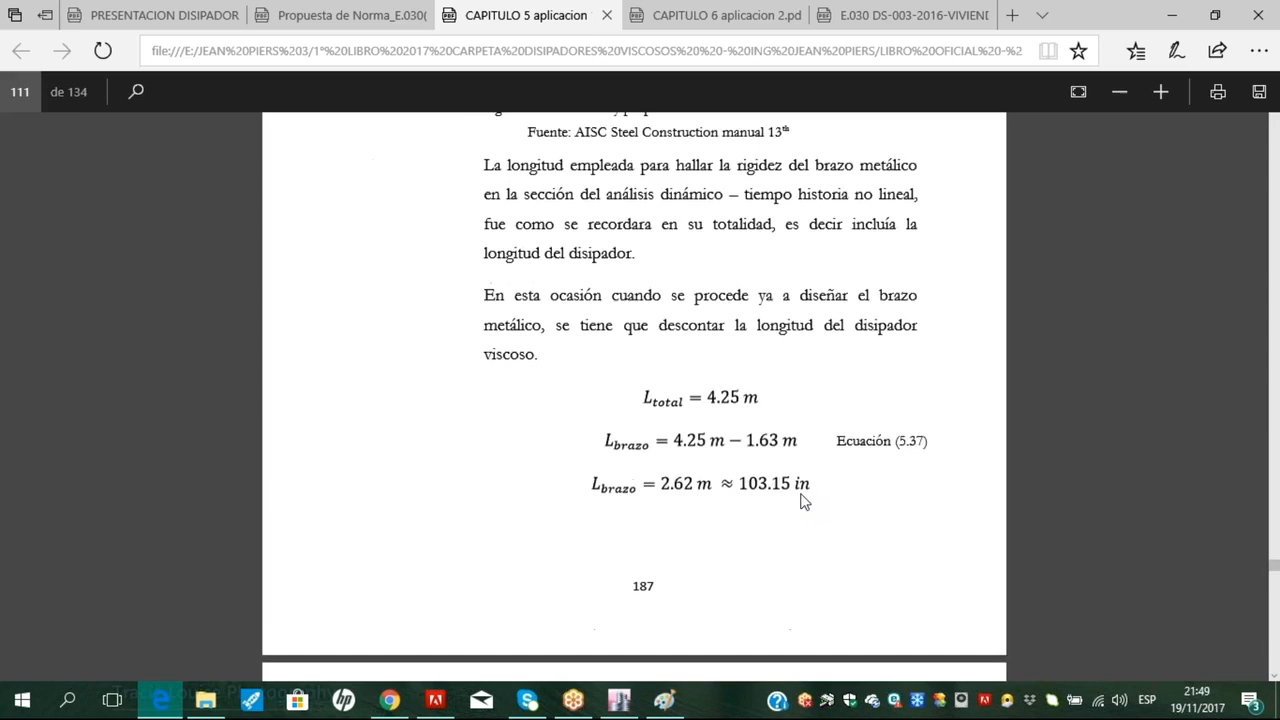 PRESENTACION DISIPADOR
Propuesta de Norma_E.030(
CAPITULO 5 aplicacion
CAPITULO 6 aplicacion 2.pd
E.030 DS-003-2016-VIVIEND
file:///E:/JEAN%20PIERS%203/1°%20LIBRO%202017%20CARPETA%20DISIPADORES%20VISCOSOS%20%20-%20ING%20JEAN%20PIERS/LIBRO%20OFICIAL%20-%2
111 de 134
Fuente: AISC Steel Construction manual 13th
La longitud empleada para hallar la rigidez del brazo metálico
en la sección del análisis dinámico – tiempo historia no lineal,
fue como se recordara en su totalidad, es decir incluía la
longitud del disipador.
En esta ocasión cuando se procede ya a diseñar el brazo
metálico, se tiene que descontar la longitud del disipador
viscoso.
L_total = 4.25 m
L_brazo = 4.25 m − 1.63 m Ecuación (5.37)
L_brazo = 2.62 m ≈ 103.15 in
187
ESP
21:49
19/11/2017